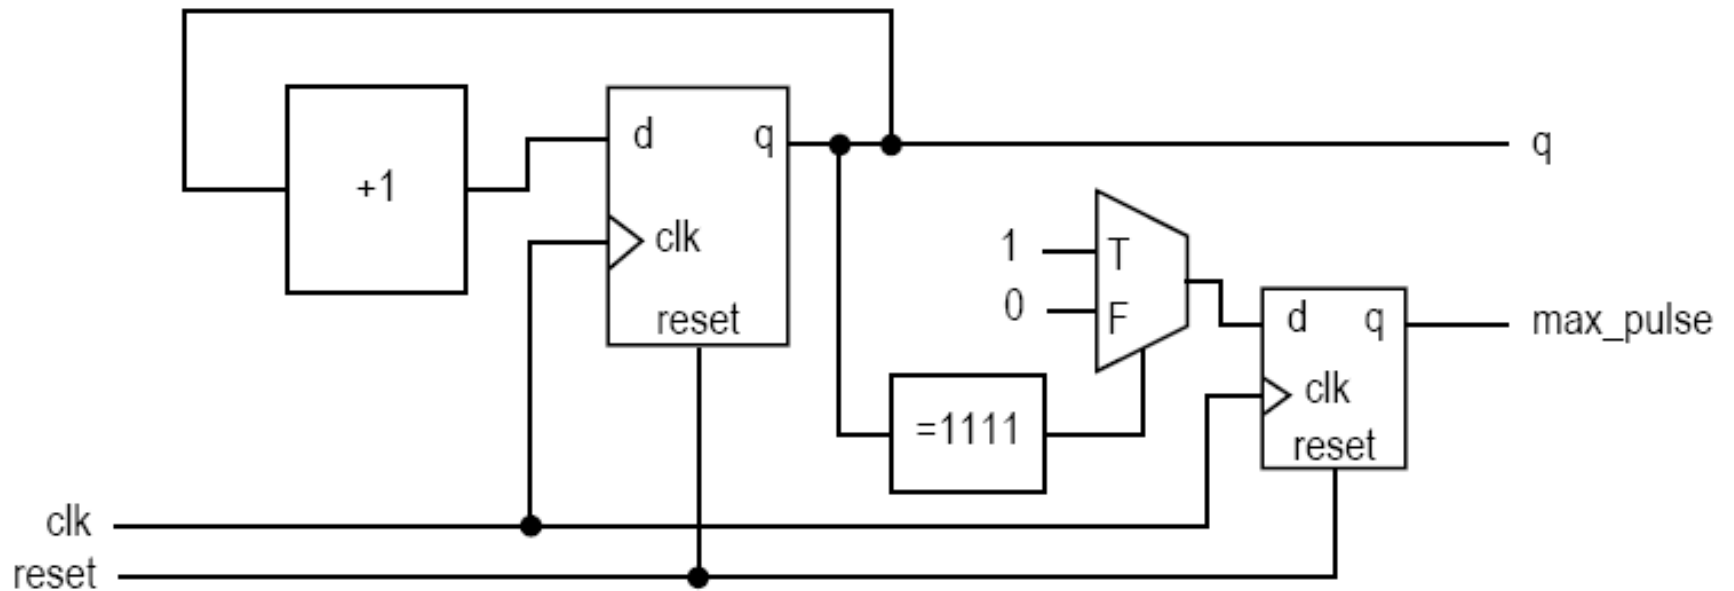 d q
q
+1
clk
1 T
0 F
reset
d q
max_pulse
clk
=1111
reset
clk
reset